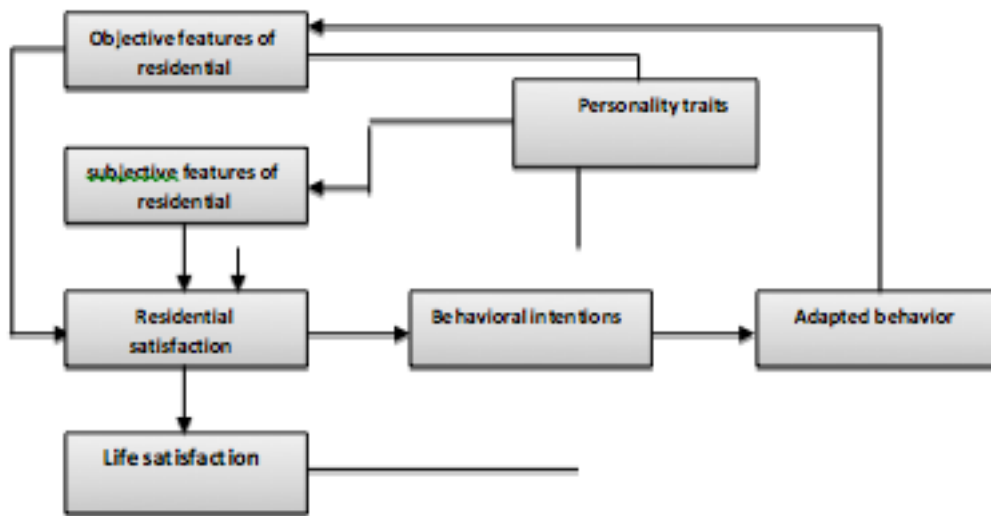 Objective features of
residential
Personality traits
subjective features of
residential
Residential
satisfaction
Behavioral intentions
Adapted behavior
Life satisfaction